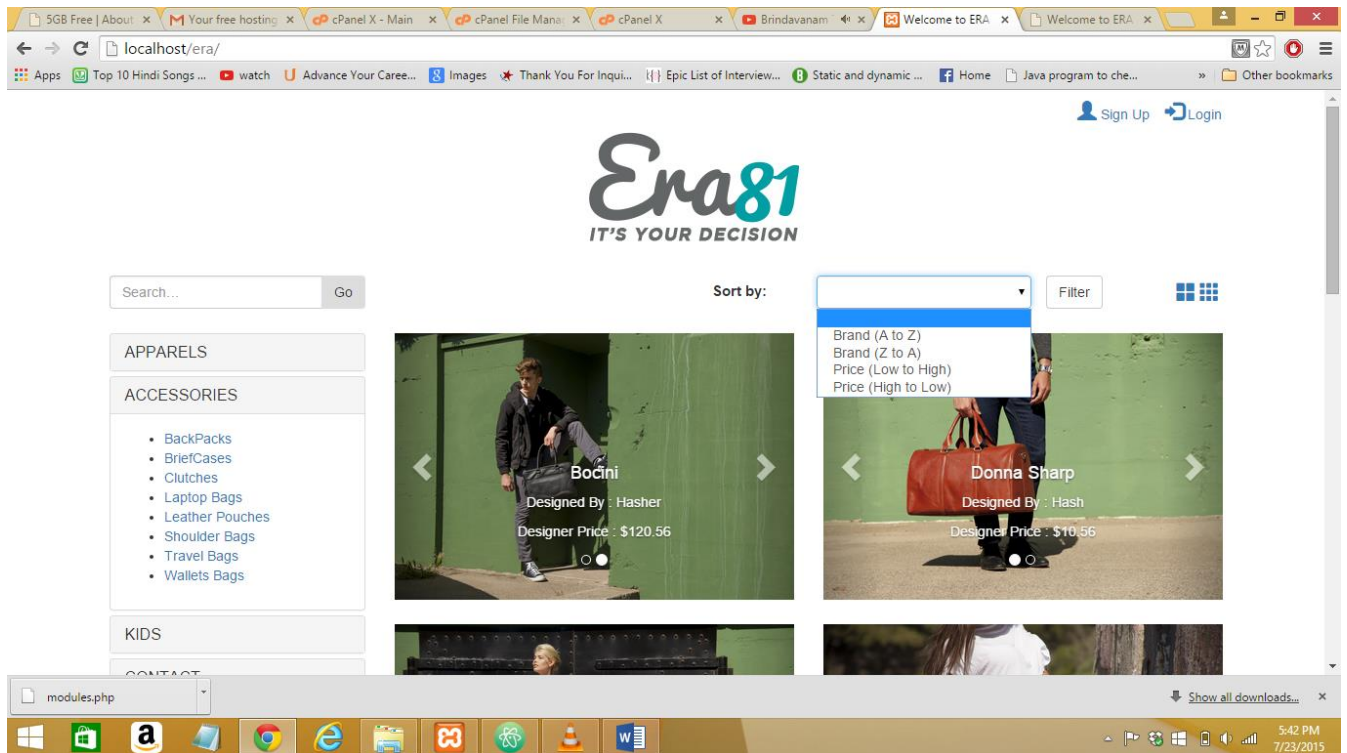 5GB Free | About
Your free hosting
cPanel X - Main
cPanel File Mana
cPanel X
Brindavanam
Welcome to ERA
Welcome to ERA
localhost/era/
Apps
Top 10 Hindi Songs ...
watch
Advance Your Caree...
Images
Thank You For Inqui...
Epic List of Interview...
Static and dynamic ...
Home
Java program to che...
»
Other bookmarks
Sign Up
Login
Era81
IT'S YOUR DECISION
Search...
Go
Sort by:
Filter
Brand (A to Z)
Brand (Z to A)
Price (Low to High)
Price (High to Low)
APPARELS
ACCESSORIES
BackPacks
BriefCases
Clutches
Laptop Bags
Leather Pouches
Shoulder Bags
Travel Bags
Wallets Bags
KIDS
CONTACT
Bocini
Designed By : Hasher
Designer Price : $120.56
Donna Sharp
Designed By : Hash
Designer Price : $10.56
modules.php
Show all downloads...
5:42 PM
7/23/2015